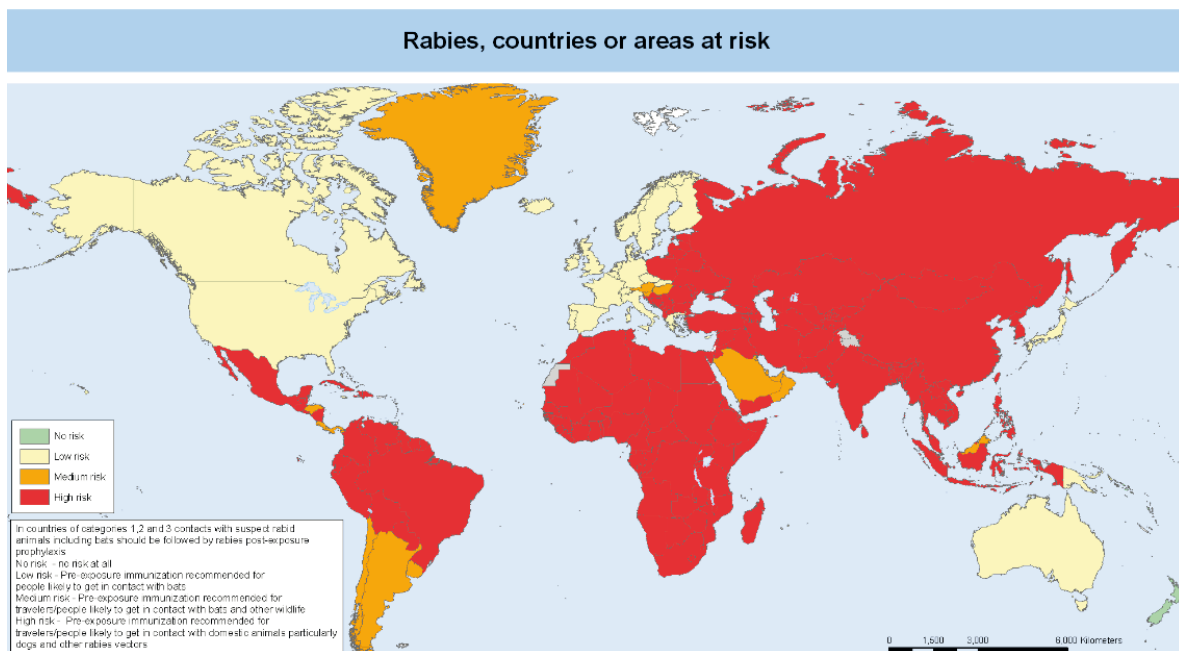 Rabies, countries or areas at risk
No risk
Low risk
Medium risk
High risk
In countries of categories 1,2 and 3 contacts with suspect rabid
animals including bats should be followed by rabies post-exposure
prophylaxis
No risk - no risk at all
Low risk - Pre-exposure immunization recommended for
people likely to get in contact with bats
Medium risk - Pre-exposure immunization recommended for
travelers/people likely to get in contact with bats and other wildlife
High risk - Pre-exposure immunization recommended for
travelers/people likely to get in contact with domestic animals particularly
dogs and other rabies vectors
0 1,500 3,000 6,000 Kilometers